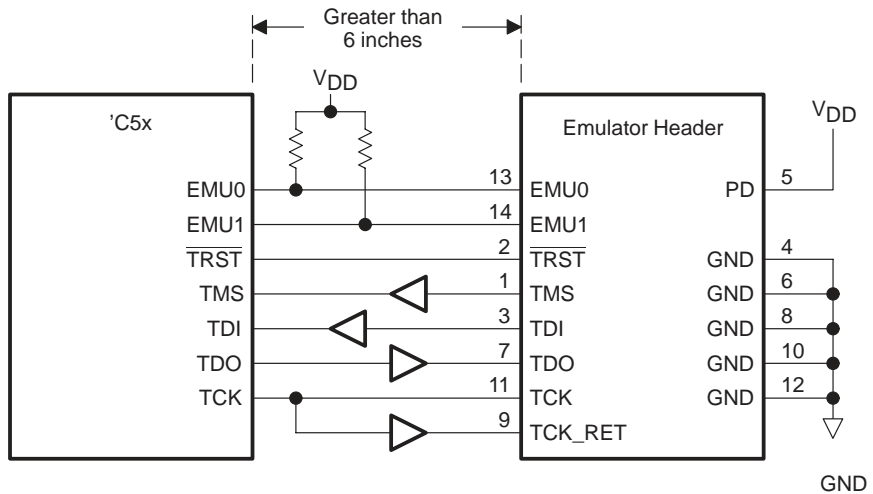 Greater than
6 inches
VDD
'C5x
Emulator Header
VDD
EMU0 13 EMU0 PD 5
EMU1 14 EMU1
TRST 2 TRST GND 4
TMS 1 TMS GND 6
TDI 3 TDI GND 8
TDO 7 TDO GND 10
TCK 11 TCK GND 12
9 TCK_RET
GND